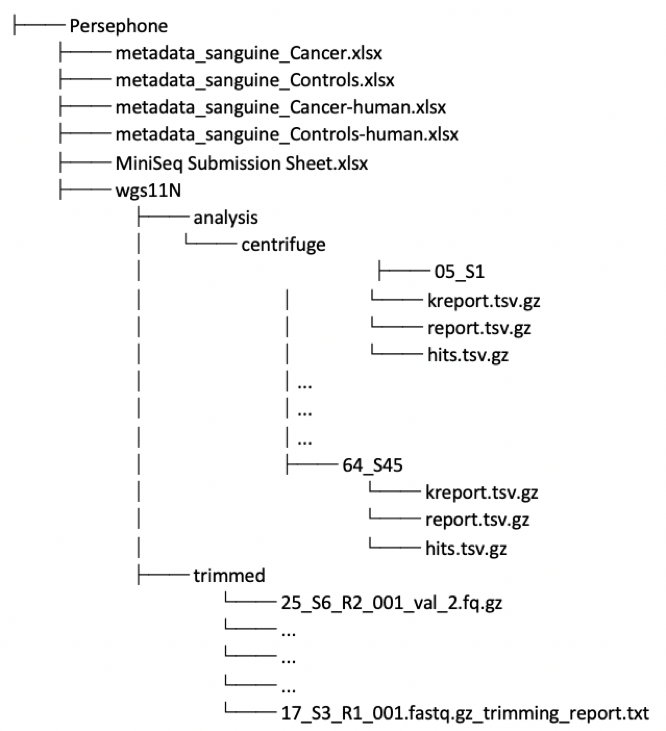 Persephone
metadata_sanguine_Cancer.xlsx
metadata_sanguine_Controls.xlsx
metadata_sanguine_Cancer-human.xlsx
metadata_sanguine_Controls-human.xlsx
MiniSeq Submission Sheet.xlsx
wgs11N
analysis
centrifuge
05_S1
kreport.tsv.gz
report.tsv.gz
hits.tsv.gz
...
...
...
64_S45
kreport.tsv.gz
report.tsv.gz
hits.tsv.gz
trimmed
25_S6_R2_001_val_2.fq.gz
...
...
...
17_S3_R1_001.fastq.gz_trimming_report.txt